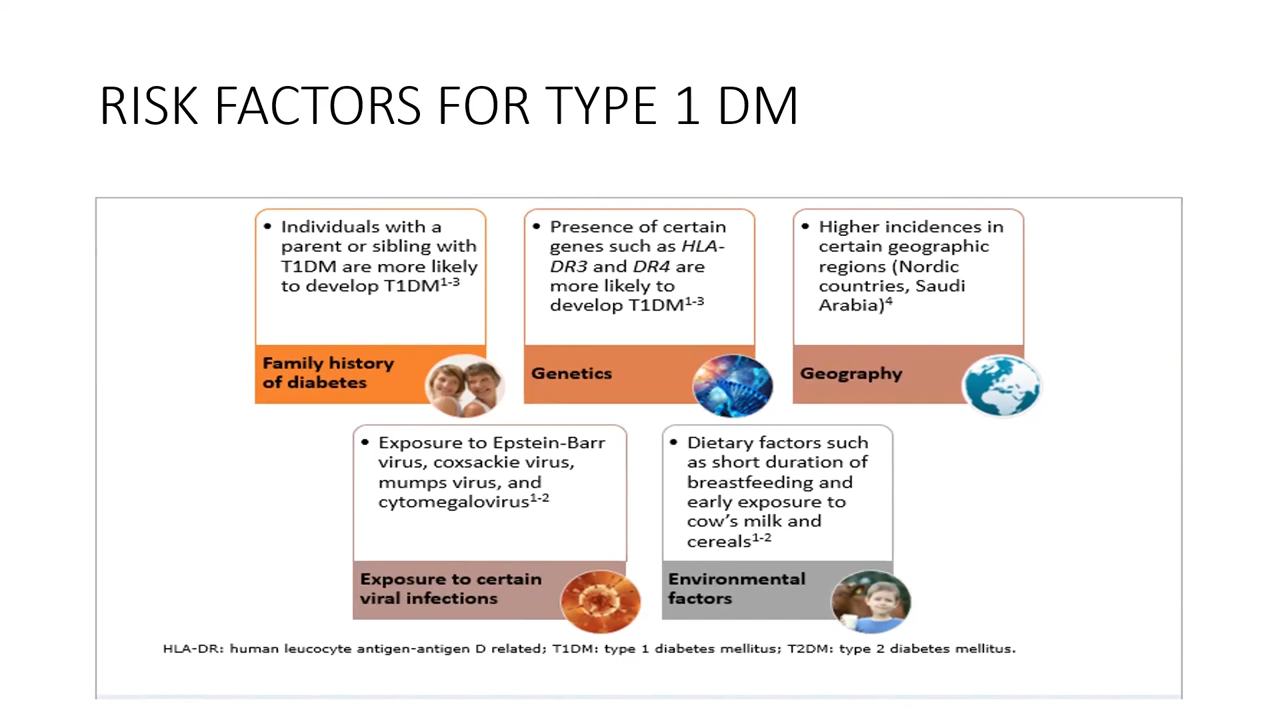 RISK FACTORS FOR TYPE 1 DM
• Individuals with a
parent or sibling with
T1DM are more likely
to develop T1DM1-3
Family history
of diabetes
• Presence of certain
genes such as HLA-
DR3 and DR4 are
more likely to
develop T1DM1-3
Genetics
• Higher incidences in
certain geographic
regions (Nordic
countries, Saudi
Arabia)4
Geography
• Exposure to Epstein-Barr
virus, coxsackie virus,
mumps virus, and
cytomegalovirus1-2
Exposure to certain
viral infections
• Dietary factors such
as short duration of
breastfeeding and
early exposure to
cow's milk and
cereals1-2
Environmental
factors
HLA-DR: human leucocyte antigen-antigen D related; T1DM: type 1 diabetes mellitus; T2DM: type 2 diabetes mellitus.